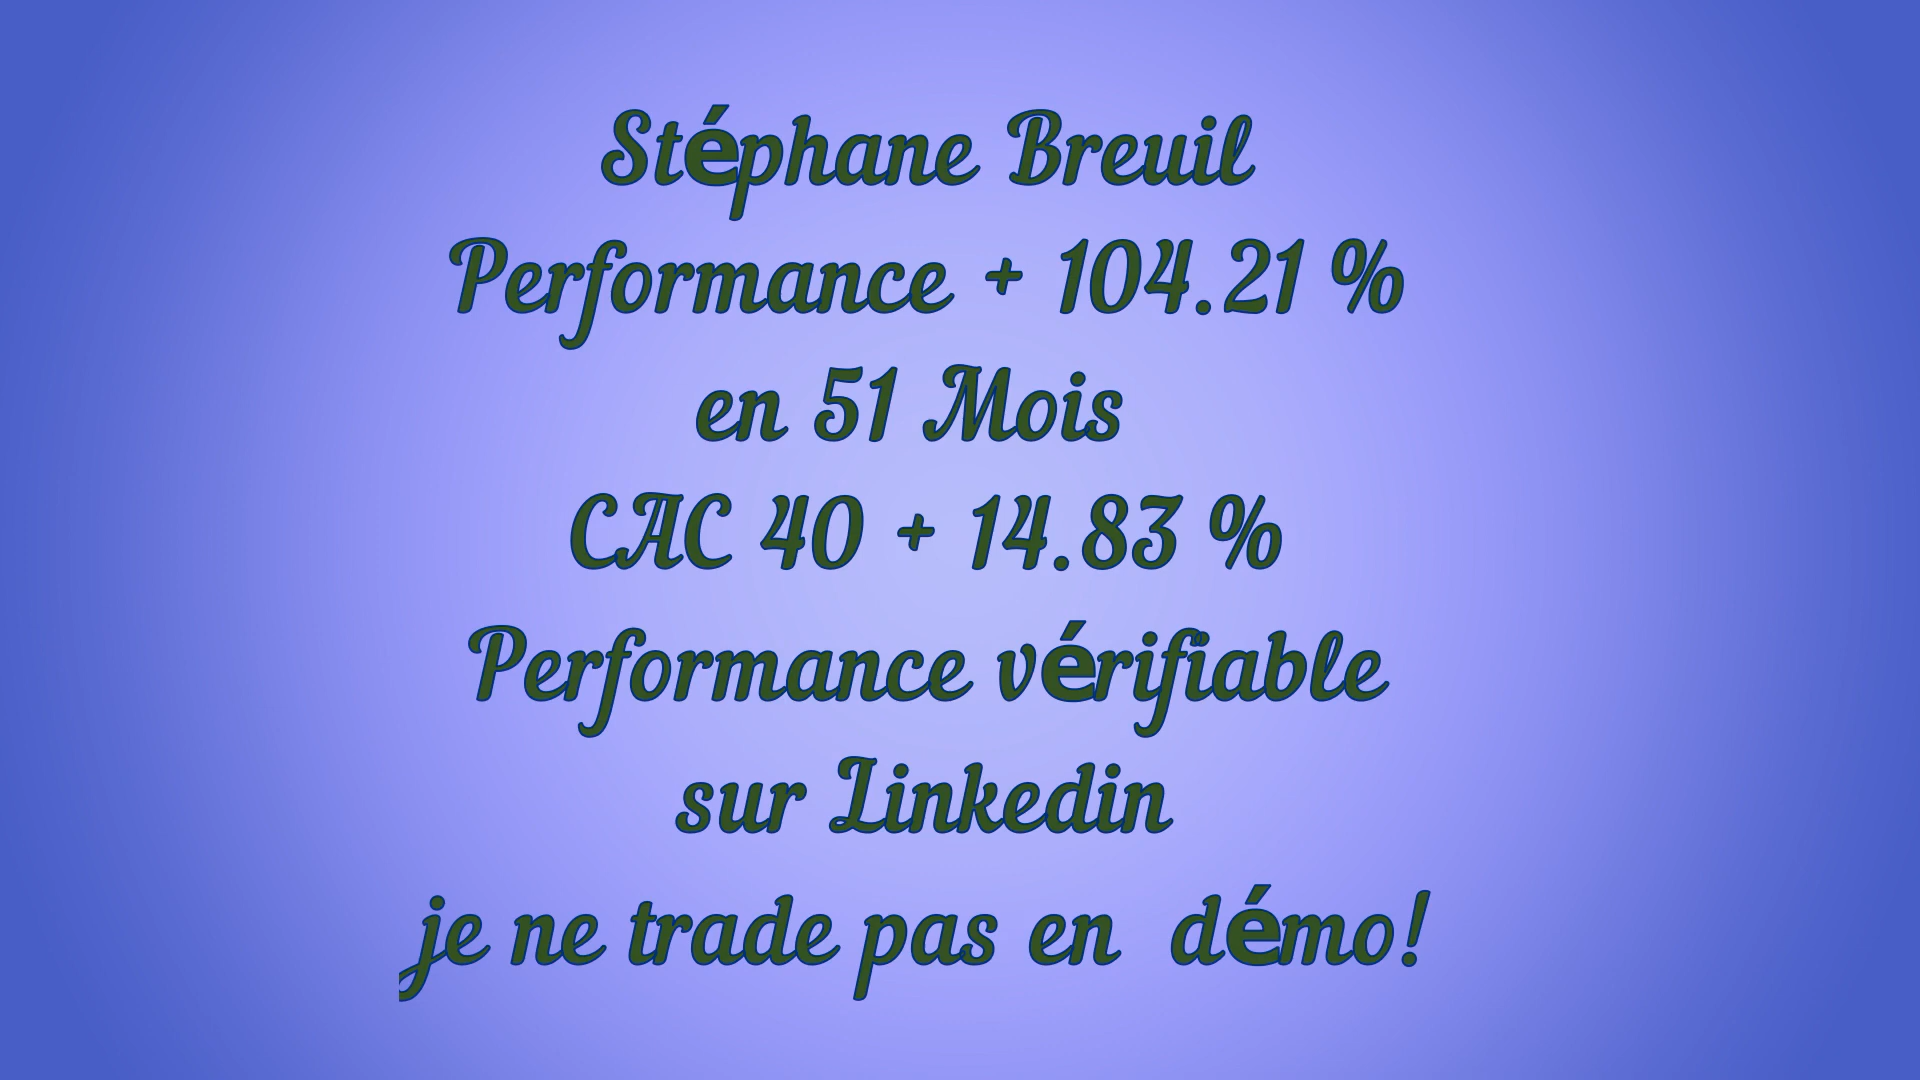 Stéphane Breuil
Performance + 104.21 %
en 51 Mois
CAC 40 + 14.83 %
Performance vérifiable
sur Linkedin
je ne trade pas en démo!